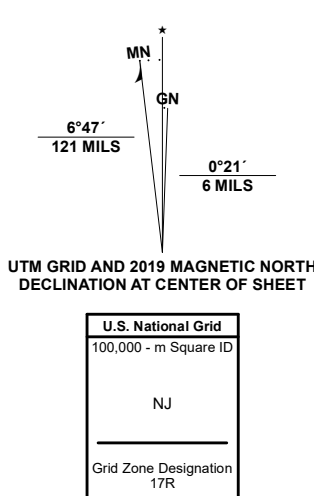 MN
GN
6°47´
121 MILS
0°21´
6 MILS
UTM GRID AND 2019 MAGNETIC NORTH
DECLINATION AT CENTER OF SHEET
U.S. National Grid
100,000 - m Square ID
NJ
Grid Zone Designation
17R